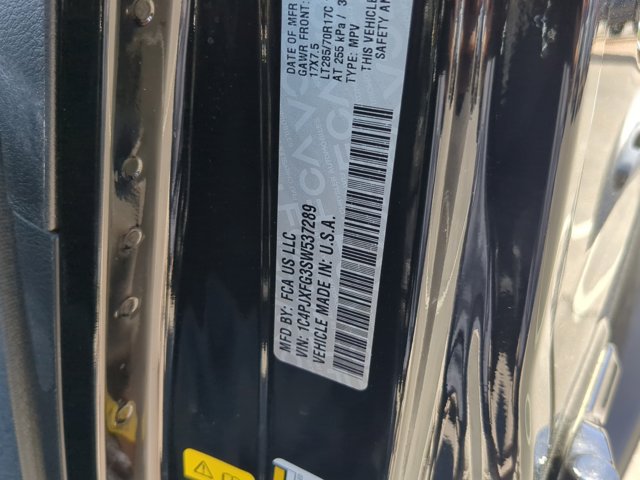 MFD BY: FCA US LLC
VIN: 1C4PJXFG3SW537289
VEHICLE MADE IN: U.S.A.
DATE OF MFR
GAWR FRONT:
17X7.5
LT285/70R17C
AT 255 kPa /
TYPE: MPV
THIS VEHICLE
SAFETY